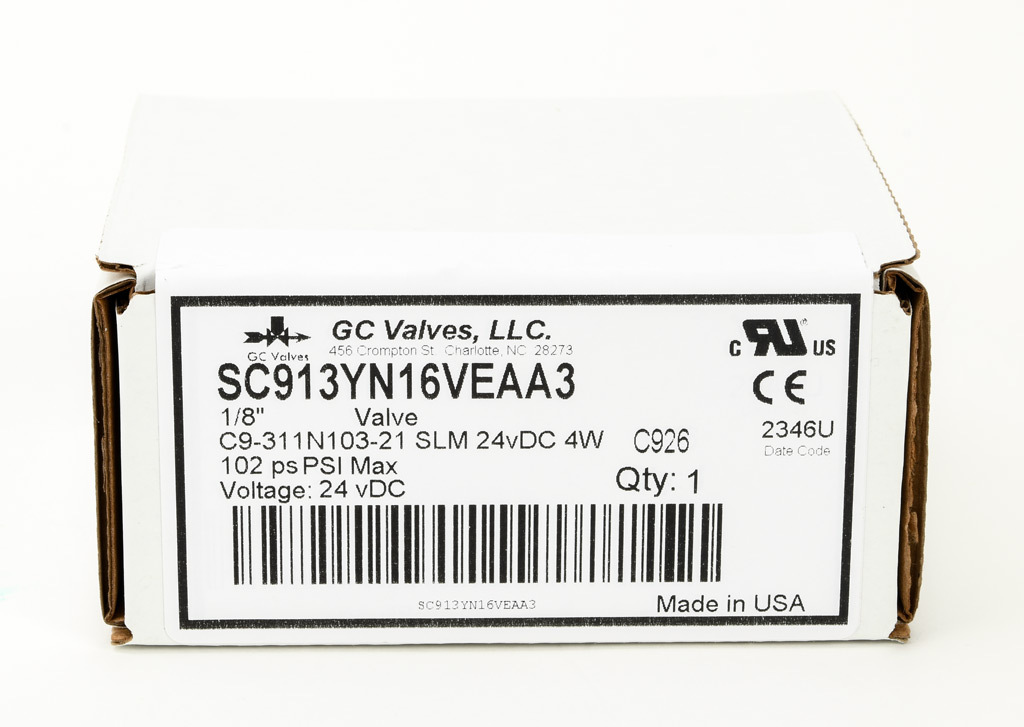 GC Valves, LLC.
GC Valves
456 Crompton St Charlotte, NC 28273
SC913YN16VEAA3
1/8" Valve
C9-311N103-21 SLM 24vDC 4W C926
102 ps PSI Max
Voltage: 24 vDC
Qty: 1
C RU ® US
CE
2346U
Date Code
SC913YN16VEAA3
Made in USA